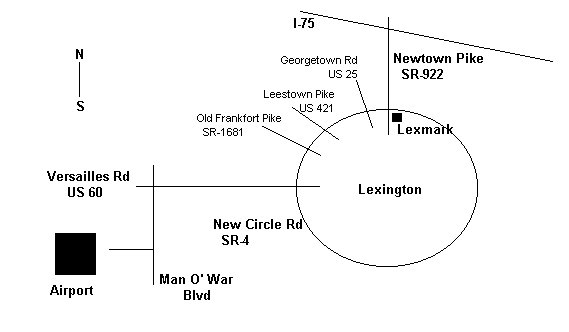 I-75
N
S
Georgetown Rd
US 25
Newtown Pike
SR-922
Leestown Pike
US 421
Old Frankfort Pike
SR-1681
Lexmark
Versailles Rd
US 60
Lexington
New Circle Rd
SR-4
Man O' War
Blvd
Airport